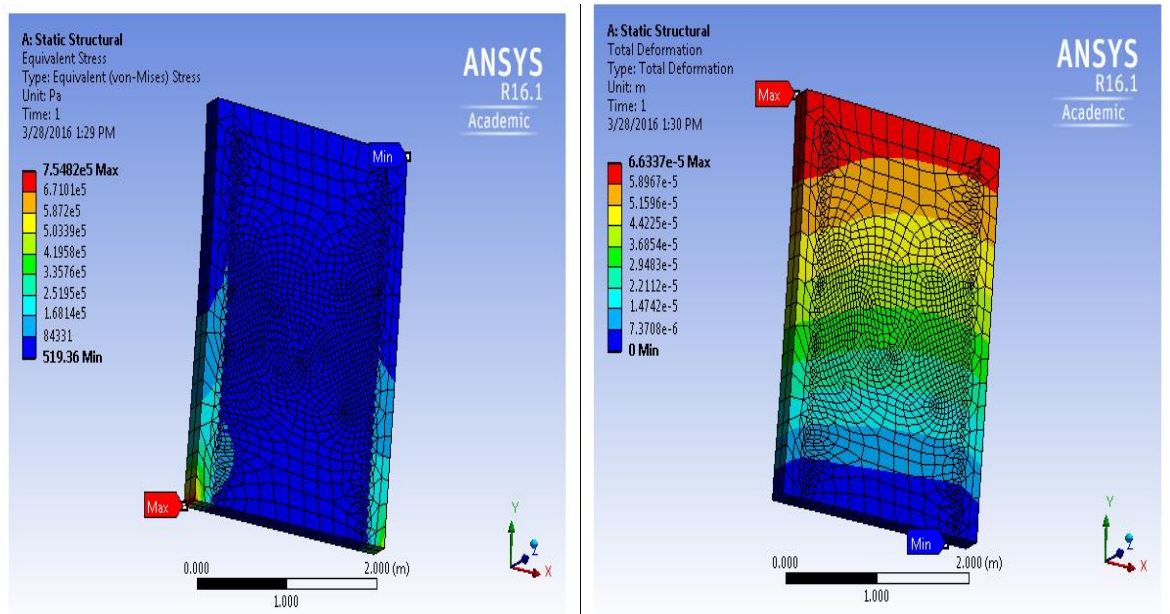 A: Static Structural
Equivalent Stress
Type: Equivalent (von-Mises) Stress
Unit: Pa
Time: 1
3/28/2016 1:29 PM
ANSYS
R16.1
Academic
7.5482e5 Max
6.7101e5
5.872e5
5.0339e5
4.1958e5
3.3576e5
2.5195e5
1.6814e5
84331
519.36 Min
Min
Max
0.000
2.000 (m)
1.000
Y
Z
X
A: Static Structural
Total Deformation
Type: Total Deformation
Unit: m
Time: 1
3/28/2016 1:30 PM
ANSYS
R16.1
Academic
Max
6.6337e-5 Max
5.8967e-5
5.1596e-5
4.4225e-5
3.6854e-5
2.9483e-5
2.2112e-5
1.4742e-5
7.3708e-6
0 Min
Min
0.000
2.000 (m)
1.000
Y
Z
X